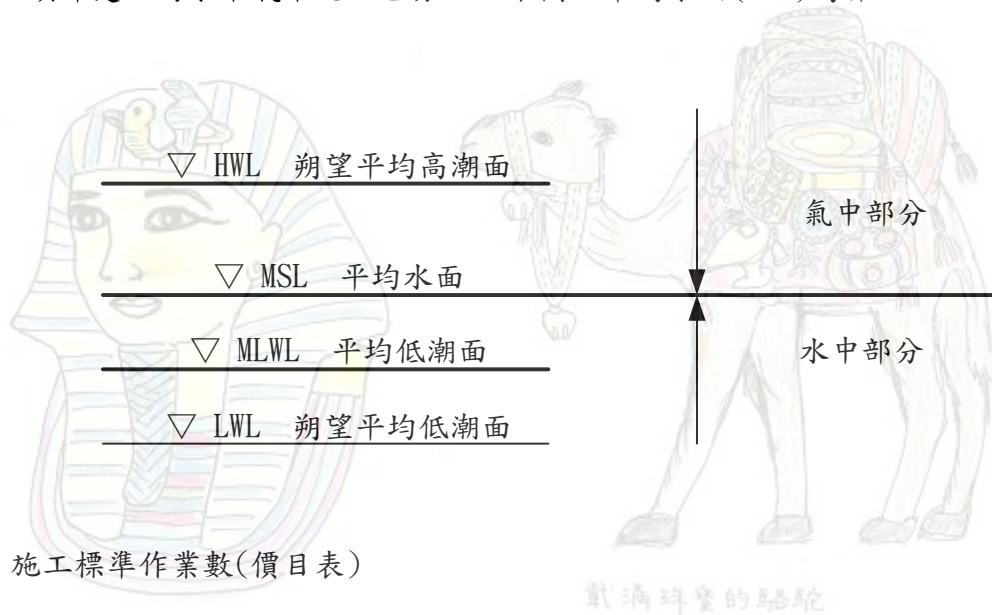 ▽ HWL 朔望平均高潮面
氣中部分
▽ MSL 平均水面
▽ MLWL 平均低潮面
水中部分
▽ LWL 朔望平均低潮面
施工標準作業數(價目表)
戴滿珠寶的駱駝